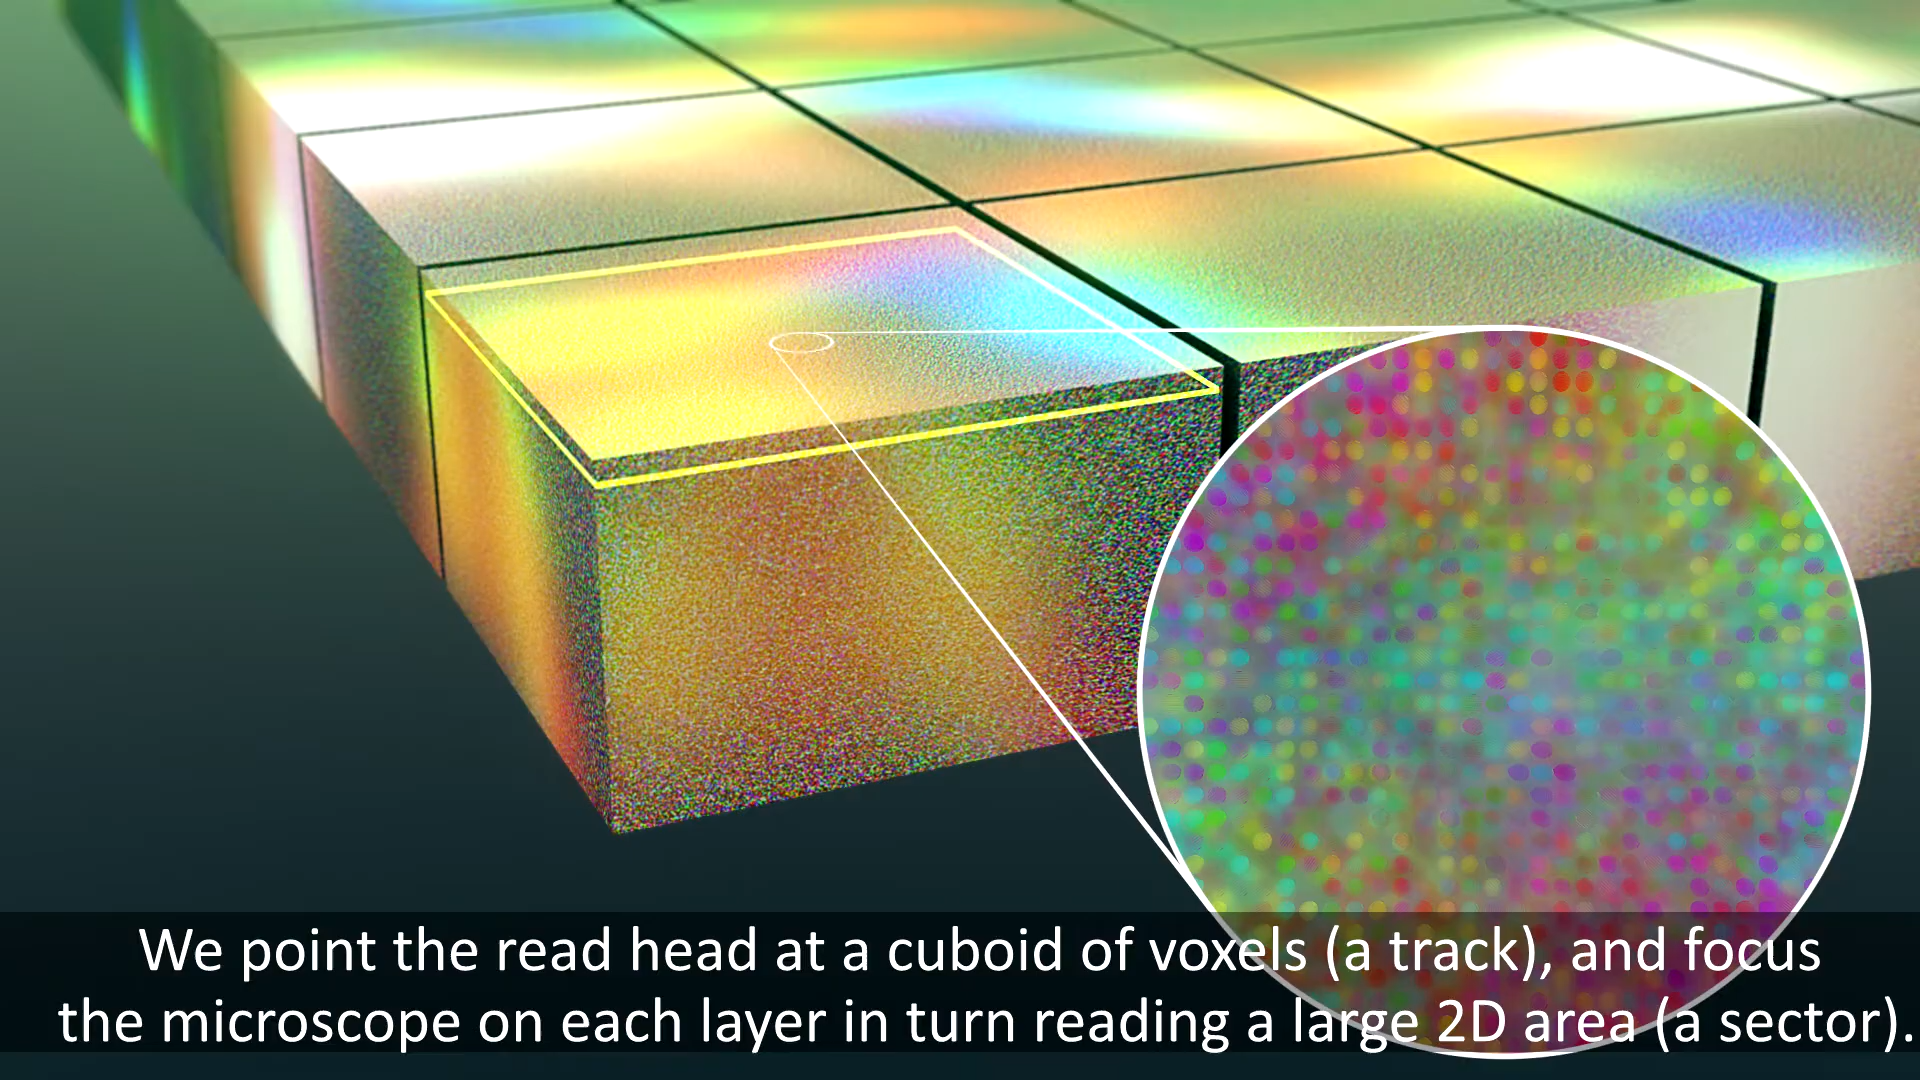 We point the read head at a cuboid of voxels (a track), and focus
the microscope on each layer in turn reading a large 2D area (a sector).